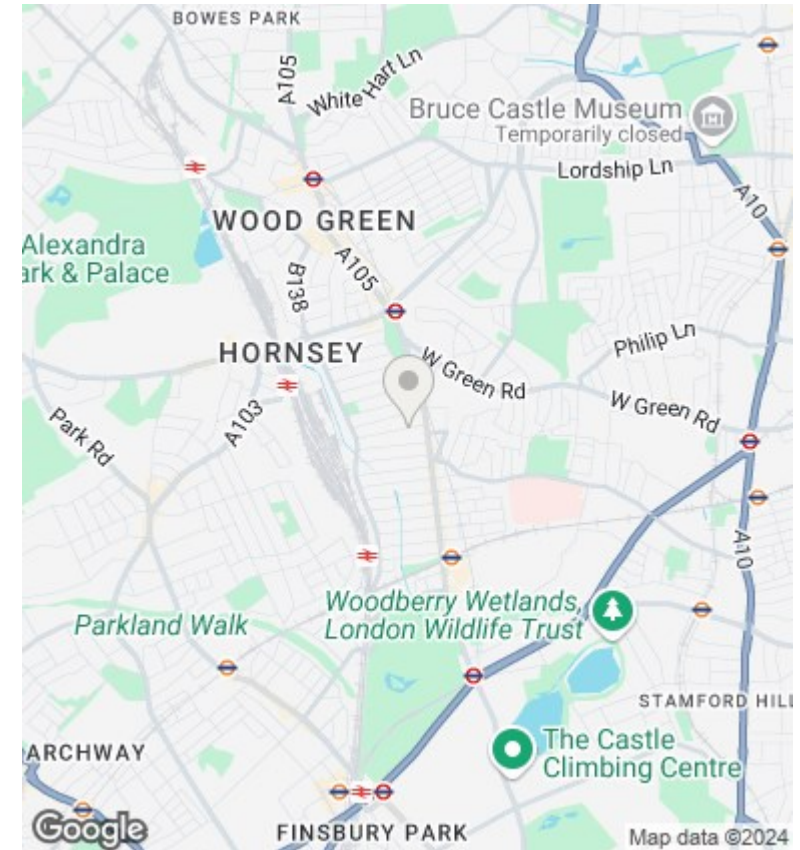 BOWES PARK
A105
White Hart Ln
Bruce Castle Museum
Temporarily closed
Lordship Ln
A10
WOOD GREEN
Alexandra
ark & Palace
A105
B138
HORNSEY
W Green Rd
Philip Ln
W Green Rd
Park Rd
A103
A10
Woodberry Wetlands,
London Wildlife Trust
Parkland Walk
STAMFORD HILL
ARCHWAY
The Castle
Climbing Centre
FINSBURY PARK
Google
Map data ©2024